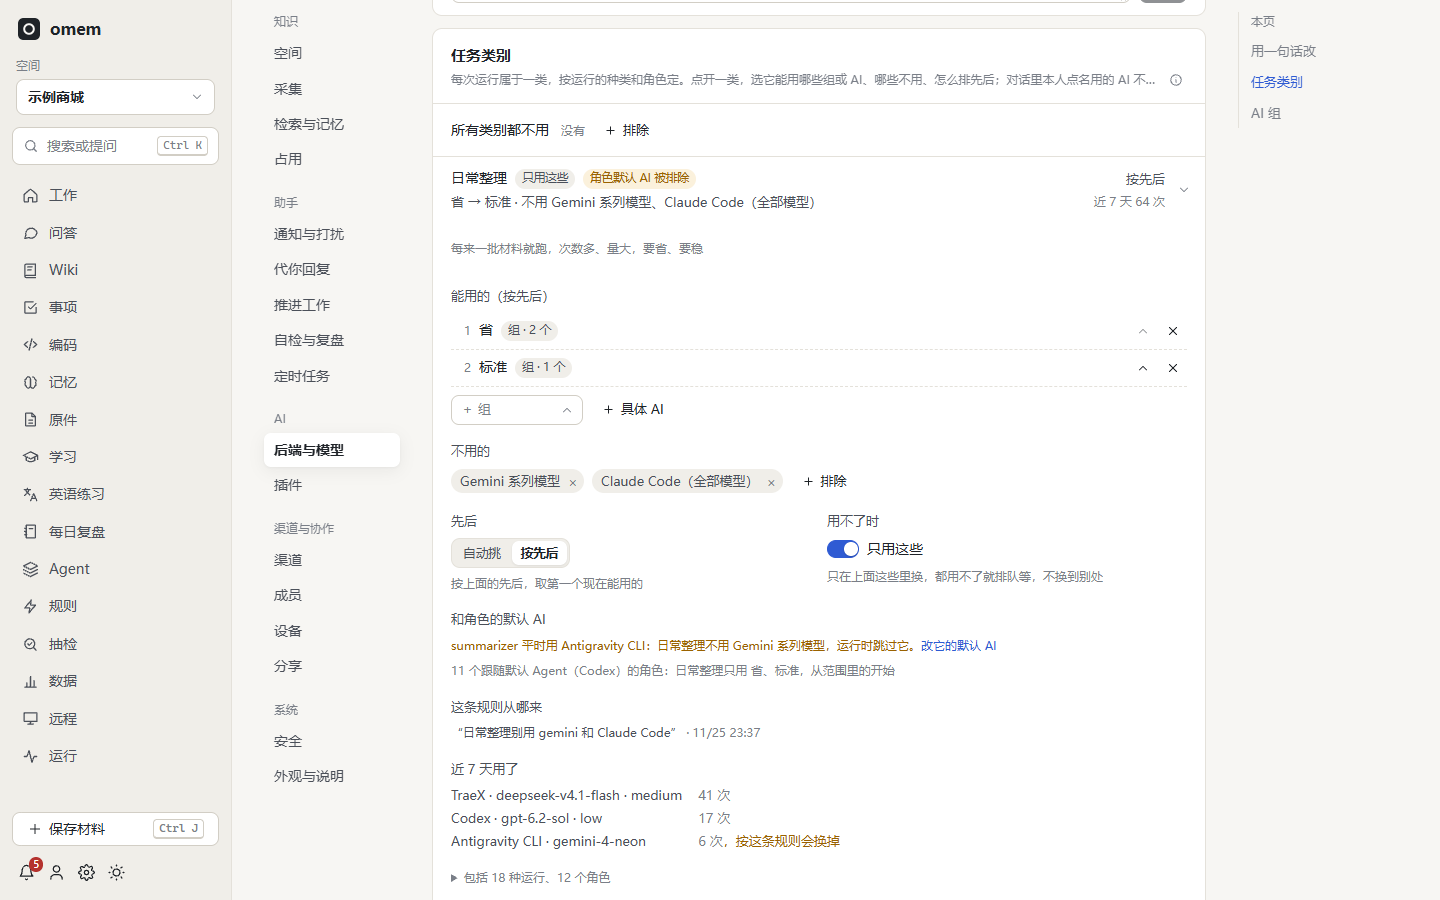 omem
空间
示例商城
搜索或提问 Ctrl K
工作
问答
Wiki
事项
编码
记忆
原件
学习
英语练习
每日复盘
Agent
规则
抽检
数据
远程
运行
+ 保存材料 Ctrl J
5
知识
空间
采集
检索与记忆
占用
助手
通知与打扰
代你回复
推进工作
自检与复盘
定时任务
AI
后端与模型
插件
渠道与协作
渠道
成员
设备
分享
系统
安全
外观与说明
任务类别
每次运行属于一类，按运行的种类和角色定。点开一类，选它能用哪些组或 AI、哪些不用、怎么排先后；对话里本人点名用的 AI 不...
所有类别都不用 没有 + 排除
日常整理 只用这些 角色默认 AI 被排除 按先后
省 → 标准 · 不用 Gemini 系列模型、Claude Code（全部模型） 近 7 天 64 次
每来一批材料就跑，次数多、量大，要省、要稳
能用的（按先后）
1 省 组 · 2 个
2 标准 组 · 1 个
+ 组 + 具体 AI
不用的
Gemini 系列模型 × Claude Code（全部模型） × + 排除
先后 用不了时
自动挑 按先后 只用这些
按上面的先后，取第一个现在能用的 只在上面这些里换，都用不了就排队等，不换到别处
和角色的默认 AI
summarizer 平时用 Antigravity CLI：日常整理不用 Gemini 系列模型，运行时跳过它。改它的默认 AI
11 个跟随默认 Agent（Codex）的角色：日常整理只用 省、标准，从范围里的开始
这条规则从哪来
“日常整理别用 gemini 和 Claude Code” · 11/25 23:37
近 7 天用了
TraeX · deepseek-v4.1-flash · medium 41 次
Codex · gpt-6.2-sol · low 17 次
Antigravity CLI · gemini-4-neon 6 次，按这条规则会换掉
包括 18 种运行、12 个角色
本页
用一句话改
任务类别
AI 组